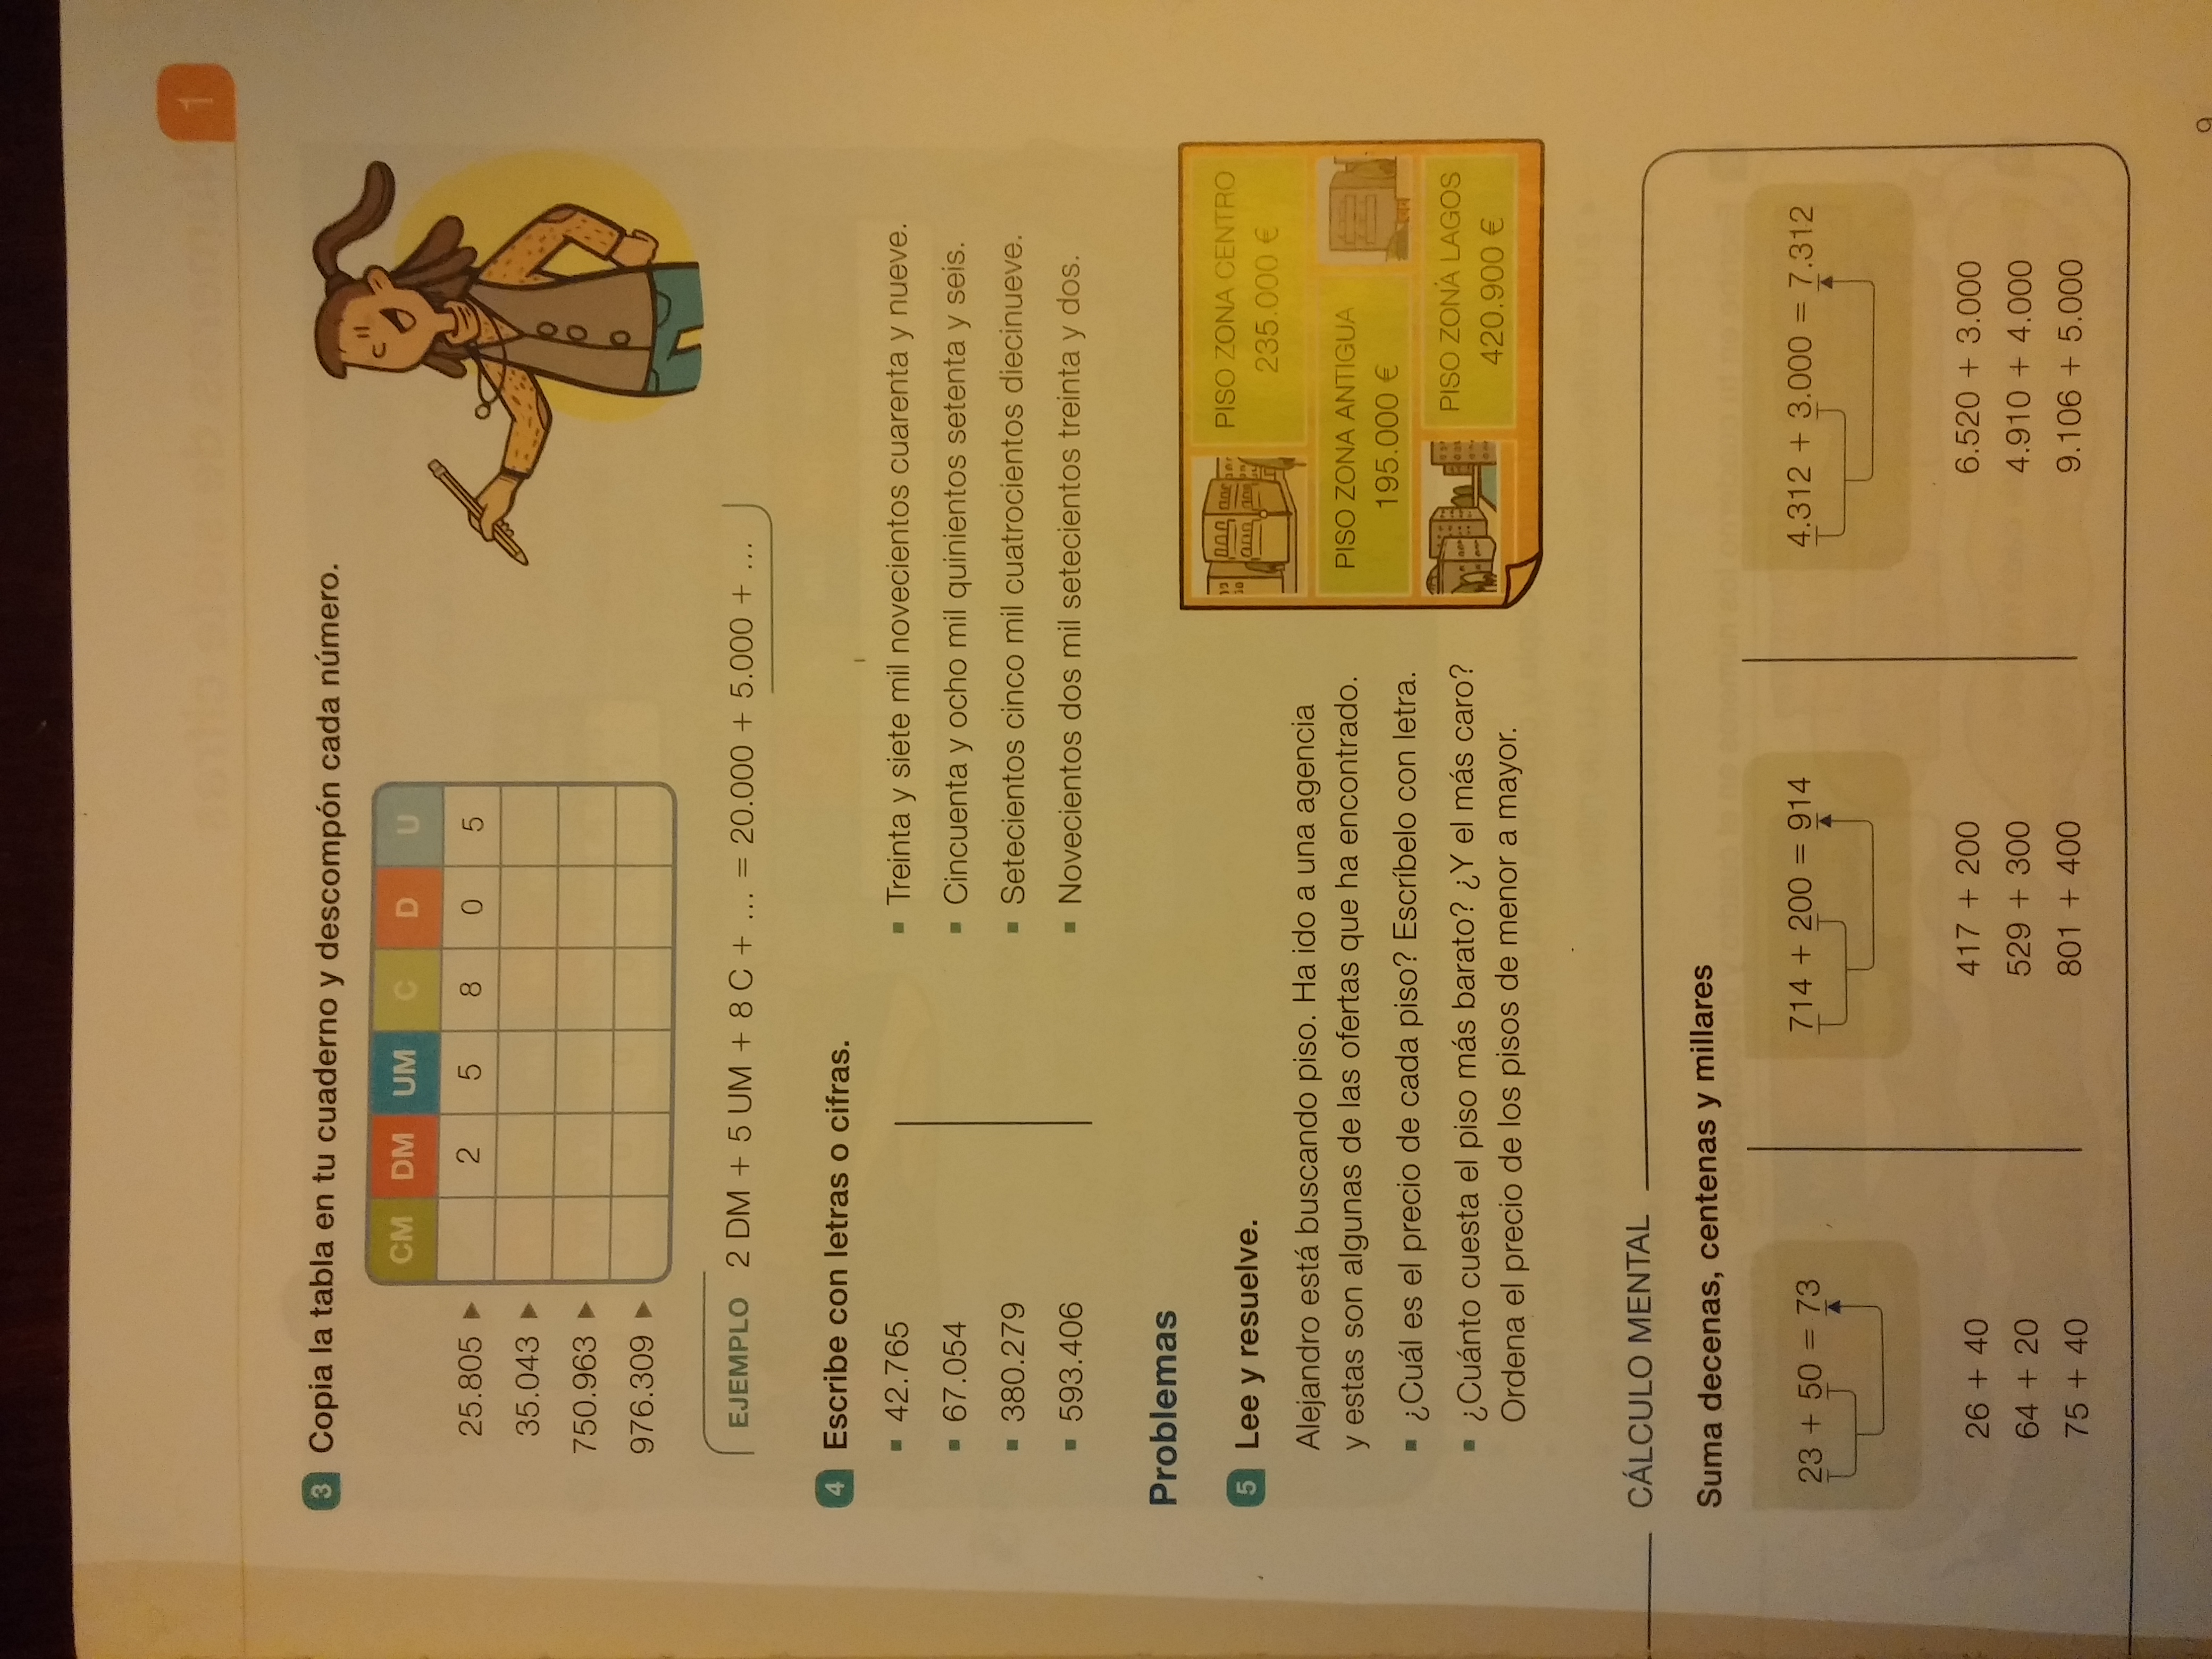 1
3 Copia la tabla en tu cuaderno y descompón cada número.
CM DM UM C D U
25.805 ▶ 2 5 8 0 5
35.043 ▶
750.963 ▶
976.309 ▶
EJEMPLO 2 DM + 5 UM + 8 C + ... = 20.000 + 5.000 + ...
4 Escribe con letras o cifras.
▪ 42.765
▪ 67.054
▪ 380.279
▪ 593.406
▪ Treinta y siete mil novecientos cuarenta y nueve.
▪ Cincuenta y ocho mil quinientos setenta y seis.
▪ Setecientos cinco mil cuatrocientos diecinueve.
▪ Novecientos dos mil setecientos treinta y dos.
Problemas
5 Lee y resuelve.
Alejandro está buscando piso. Ha ido a una agencia
y estas son algunas de las ofertas que ha encontrado.
▪ ¿Cuál es el precio de cada piso? Escríbelo con letra.
▪ ¿Cuánto cuesta el piso más barato? ¿Y el más caro?
Ordena el precio de los pisos de menor a mayor.
PISO ZONA CENTRO
235.000 €
PISO ZONA ANTIGUA
195.000 €
PISO ZONA LAGOS
420.900 €
CÁLCULO MENTAL
Suma decenas, centenas y millares
23 + 50 = 73
26 + 40
64 + 20
75 + 40
714 + 200 = 914
417 + 200
529 + 300
801 + 400
4.312 + 3.000 = 7.312
6.520 + 3.000
4.910 + 4.000
9.106 + 5.000
9